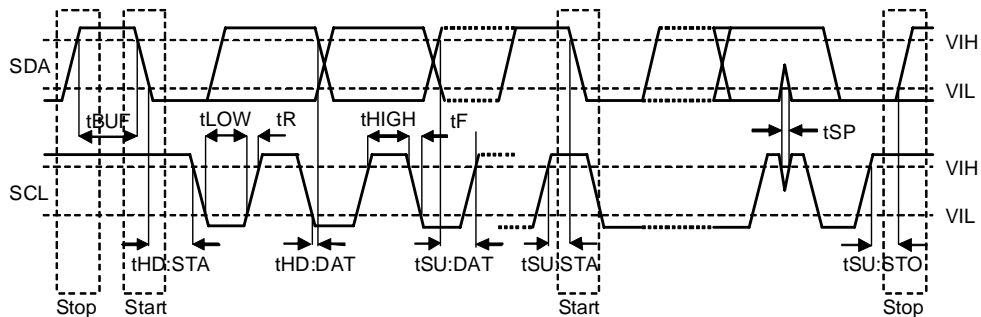 VIH
SDA
VIL
tBUF
tLOW
tR
tHIGH
tF
tSP
VIH
SCL
VIL
tHD:STA
tHD:DAT
tSU:DAT
tSU:STA
tSU:STO
Stop
Start
Start
Stop